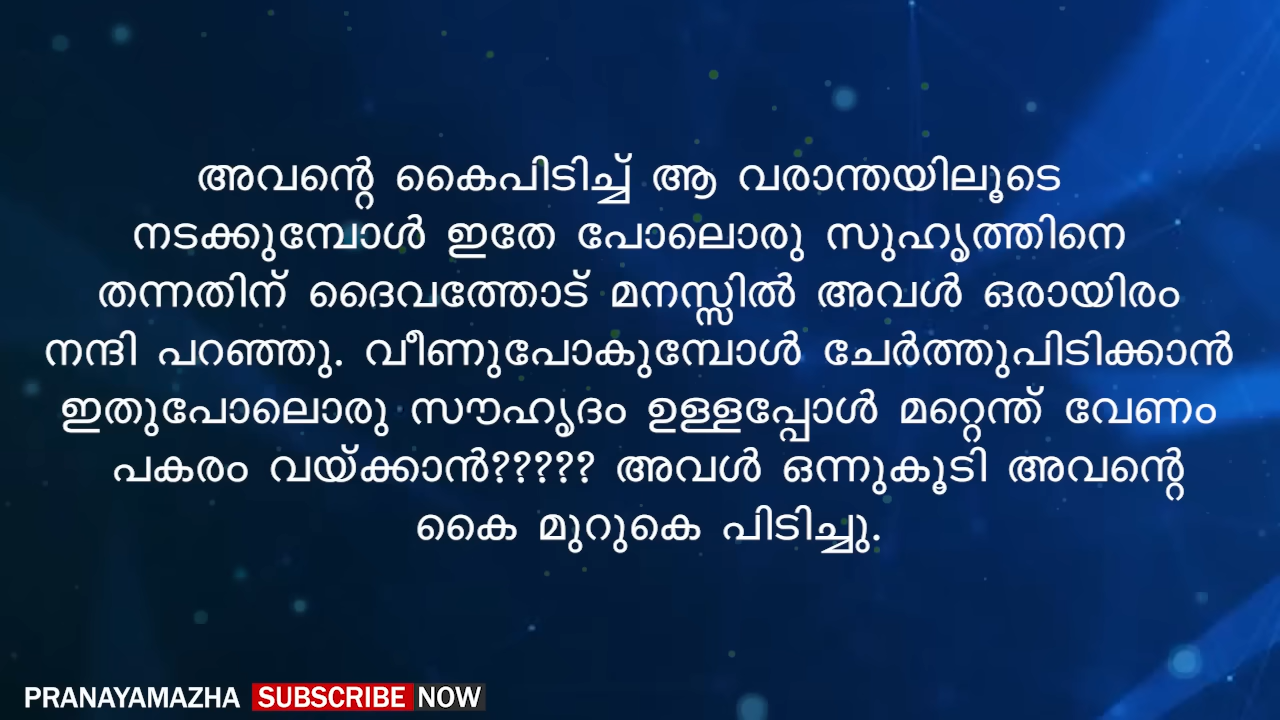 അവന്റെ കൈപിടിച്ച് ആ വരാന്തയിലൂടെ
നടക്കുമ്പോൾ ഇതേ പോലൊരു സുഹൃത്തിനെ
തന്നതിന് ദൈവത്തോട് മനസ്സിൽ അവൾ ഒരായിരം
നന്ദി പറഞ്ഞു. വീണുപോകുമ്പോൾ ചേർത്തുപിടിക്കാൻ
ഇതുപോലൊരു സൗഹൃദം ഉള്ളപ്പോൾ മറ്റെന്ത് വേണം
പകരം വയ്ക്കാൻ????? അവൾ ഒന്നുകൂടി അവന്റെ
കൈ മുറുകെ പിടിച്ചു.
PRANAYAMAZHA SUBSCRIBE NOW